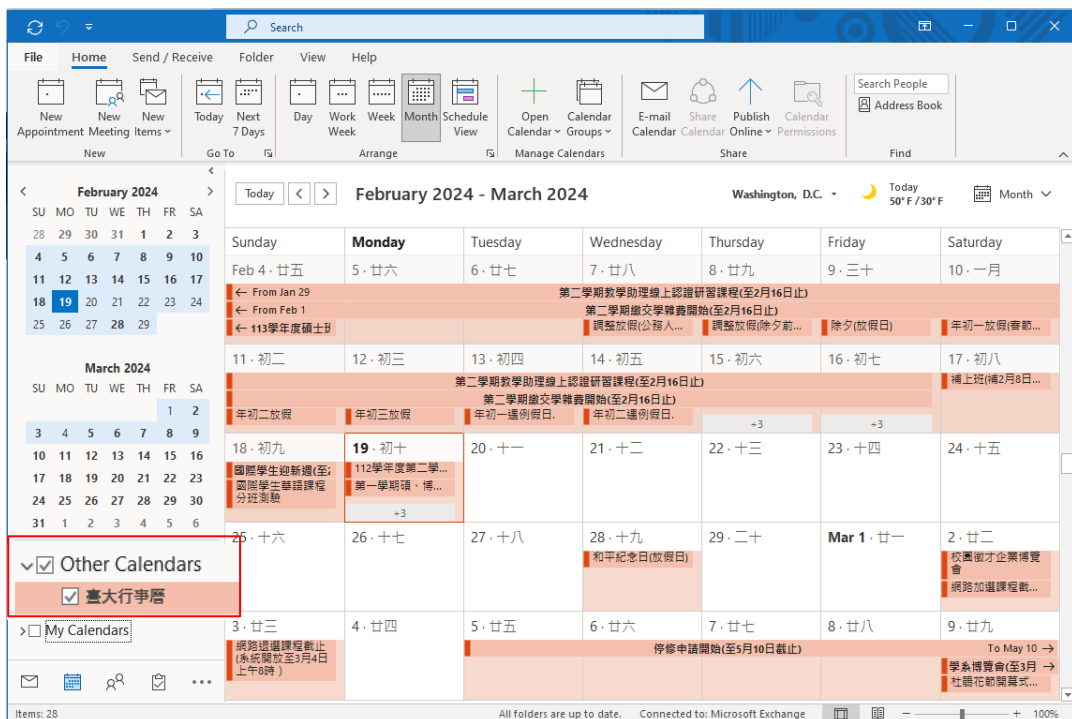 Search
File Home Send / Receive Folder View Help
New Appointment
New Meeting
New Items
Today
Next 7 Days
Day
Work Week
Week
Month
Schedule View
Open Calendar
Calendar Groups
E-mail Calendar
Share Calendar
Publish Online
Calendar Permissions
Search People
Address Book
New Go To Arrange Manage Calendars Share Find
February 2024
SU MO TU WE TH FR SA
28 29 30 31 1 2 3
4 5 6 7 8 9 10
11 12 13 14 15 16 17
18 19 20 21 22 23 24
25 26 27 28 29
March 2024
SU MO TU WE TH FR SA
1 2
3 4 5 6 7 8 9
10 11 12 13 14 15 16
17 18 19 20 21 22 23
24 25 26 27 28 29 30
31 1 2 3 4 5 6
Other Calendars
臺大行事曆
My Calendars
Today February 2024 - March 2024 Washington, D.C. Today 50° F / 30° F Month
Sunday Monday Tuesday Wednesday Thursday Friday Saturday
Feb 4 · 廿五 5 · 廿六 6 · 廿七 7 · 廿八 8 · 廿九 9 · 三十 10 · 一月
← From Jan 29 第二學期教學助理線上認證研習課程(至2月16日止)
← From Feb 1 第二學期繳交學雜費開始(至2月16日止)
← 113學年度碩士班 調整放假(公務人... 調整放假(除夕前... 除夕(放假日) 年初一放假(春節...
11 · 初二 12 · 初三 13 · 初四 14 · 初五 15 · 初六 16 · 初七 17 · 初八
第二學期教學助理線上認證研習課程(至2月16日止) 補上班(補2月8日...
第二學期繳交學雜費開始(至2月16日止)
年初二放假 年初三放假 年初一逢例假日. 年初二逢例假日. +3 +3
18 · 初九 19 · 初十 20 · 十一 21 · 十二 22 · 十三 23 · 十四 24 · 十五
國際學生迎新週(至2 112學年度第二學...
國際學生華語課程 第一學期碩、博...
分班測驗
+3
25 · 十六 26 · 十七 27 · 十八 28 · 十九 29 · 二十 Mar 1 · 廿一 2 · 廿二
和平紀念日(放假日) 校園徵才企業博覽
會
網路加選課程截...
3 · 廿三 4 · 廿四 5 · 廿五 6 · 廿六 7 · 廿七 8 · 廿八 9 · 廿九
網路退選課程截止 停修申請開始(至5月10日截止) To May 10 →
(系統開放至3月4日 學系博覽會(至3月 →
上午8時 ) 杜鵑花節開幕式...
Items: 28 All folders are up to date. Connected to: Microsoft Exchange 100%